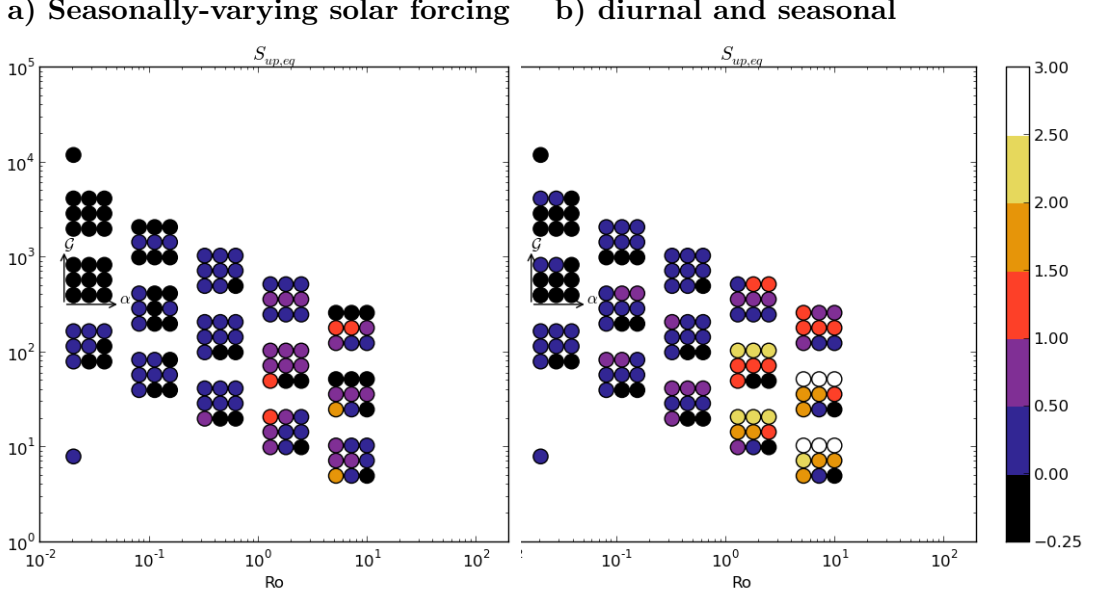 a) Seasonally-varying solar forcing
b) diurnal and seasonal
S_{up,eq}
S_{up,eq}
10^5
10^4
10^3
10^2
10^1
10^0
𝒢
α
𝒢
α
10^{-2}
10^{-1}
10^0
10^1
10^2
Ro
10^{-1}
10^0
10^1
10^2
Ro
3.00
2.50
2.00
1.50
1.00
0.50
0.00
−0.25